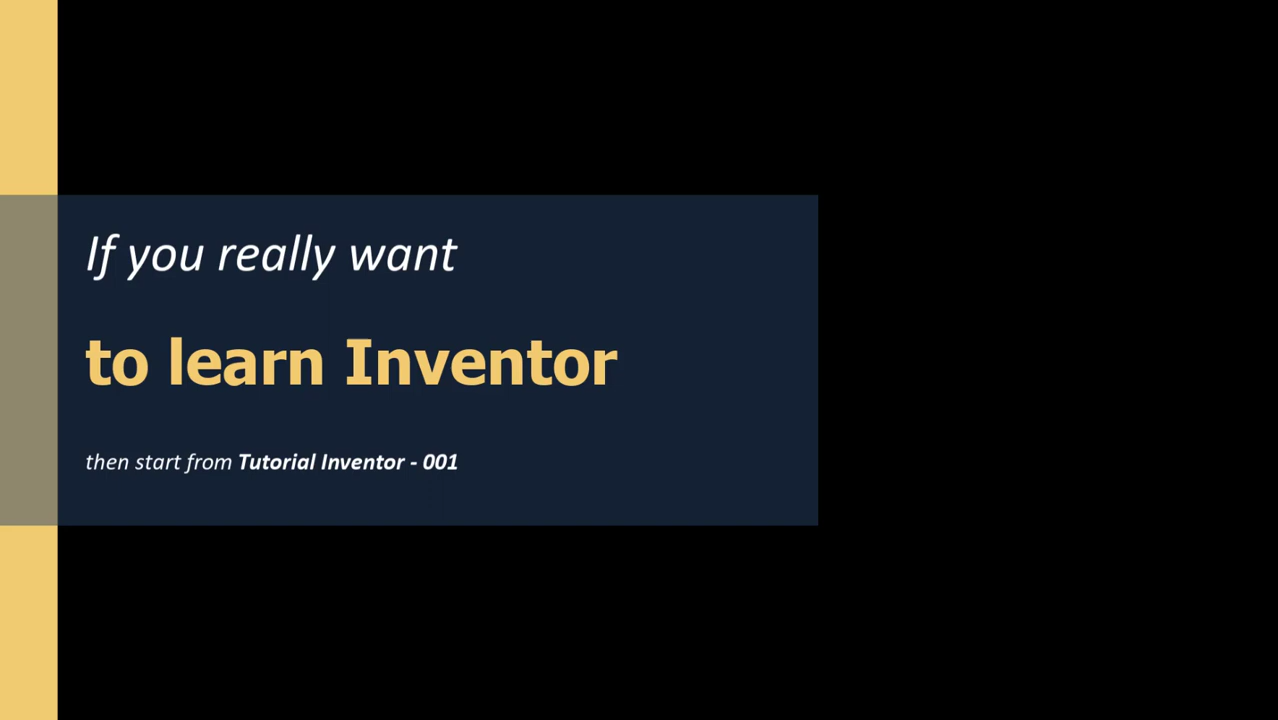 If you really want
to learn Inventor
then start from Tutorial Inventor - 001